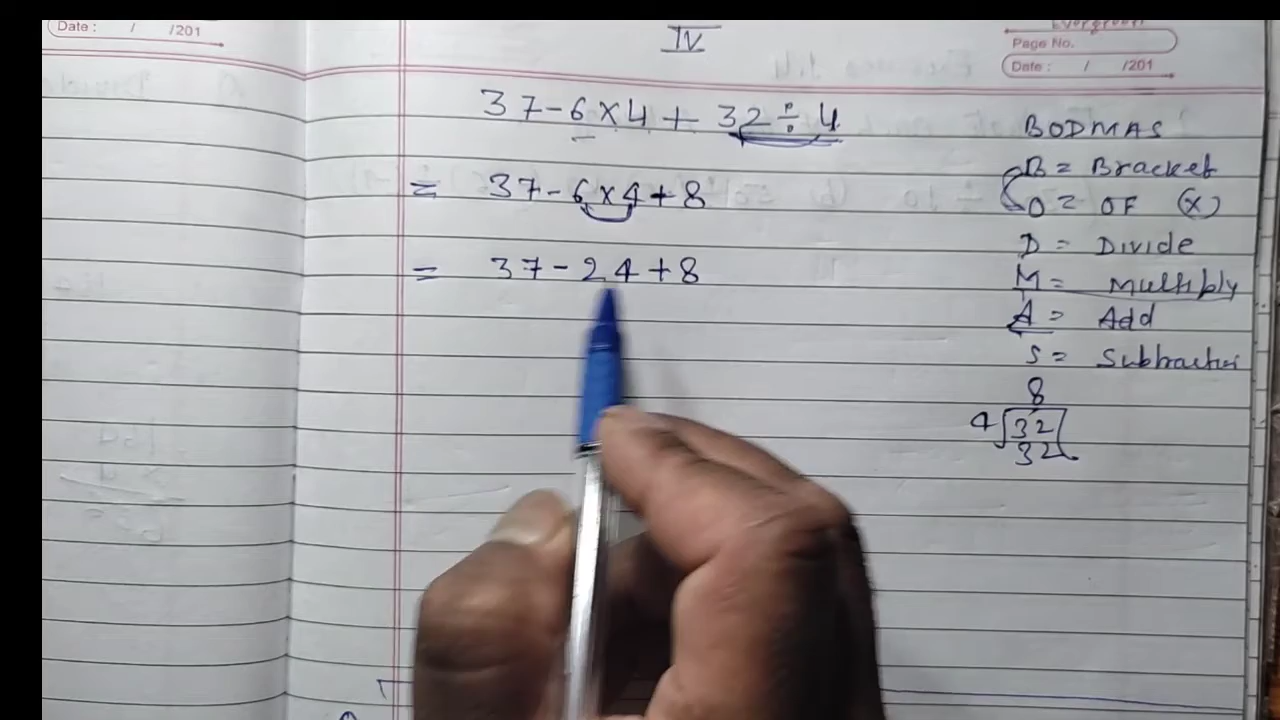 Date : / /201
IV
Page No.
Date : / /201
37-6×4+32÷4
= 37-6×4+8
= 37-24+8
BODMAS
B = Bracket
O = OF (×)
D = Divide
M = Multiply
A = Add
S =
8
4 32
32